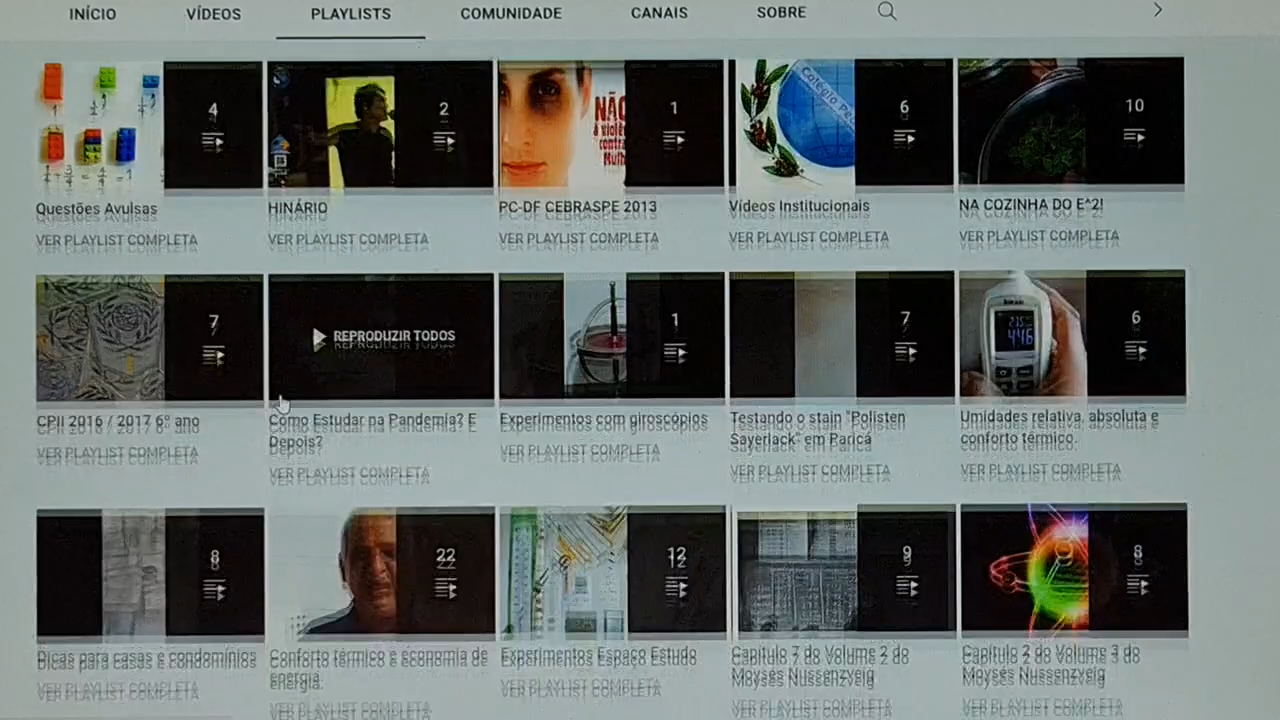 INÍCIO VÍDEOS PLAYLISTS COMUNIDADE CANAIS SOBRE
4 2 1 6 10
NÃO
Colégio
Questões Avulsas
HINÁRIO
PC-DF CEBRASPE 2013
Vídeos Institucionais
NA COZINHA DO E^2!
VER PLAYLIST COMPLETA
VER PLAYLIST COMPLETA
VER PLAYLIST COMPLETA
VER PLAYLIST COMPLETA
VER PLAYLIST COMPLETA
7 1 7 6
REPRODUZIR TODOS
CPII 2016 / 2017 6º ano
Como Estudar na Pandemia? E
Depois?
Experimentos com giroscópios
Testando o stain "Polisten
Sayerlack" em Paricá
Umidades relativa, absoluta e
conforto térmico.
VER PLAYLIST COMPLETA
VER PLAYLIST COMPLETA
VER PLAYLIST COMPLETA
VER PLAYLIST COMPLETA
VER PLAYLIST COMPLETA
8 22 12 9 8
Dicas para casas e condomínios
Conforto térmico e economia de
energia.
Experimentos Espaço Estudo
Capítulo 7 do Volume 2 do
Moysés Nussenzveig
Capítulo 2 do Volume 3 do
Moysés Nussenzveig
VER PLAYLIST COMPLETA
VER PLAYLIST COMPLETA
VER PLAYLIST COMPLETA
VER PLAYLIST COMPLETA
VER PLAYLIST COMPLETA